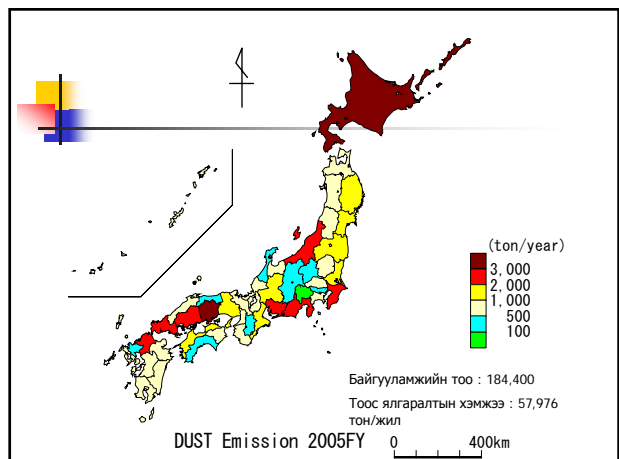 (ton/year)
3,000
2,000
1,000
500
100
Байгууламжийн тоо : 184,400
Тоос ялгаралтын хэмжээ : 57,976
тон/жил
DUST Emission 2005FY
0 400km